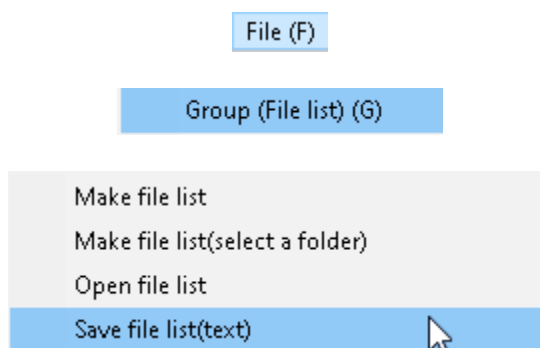 File (F)
Group (File list) (G)
Make file list
Make file list(select a folder)
Open file list
Save file list(text)